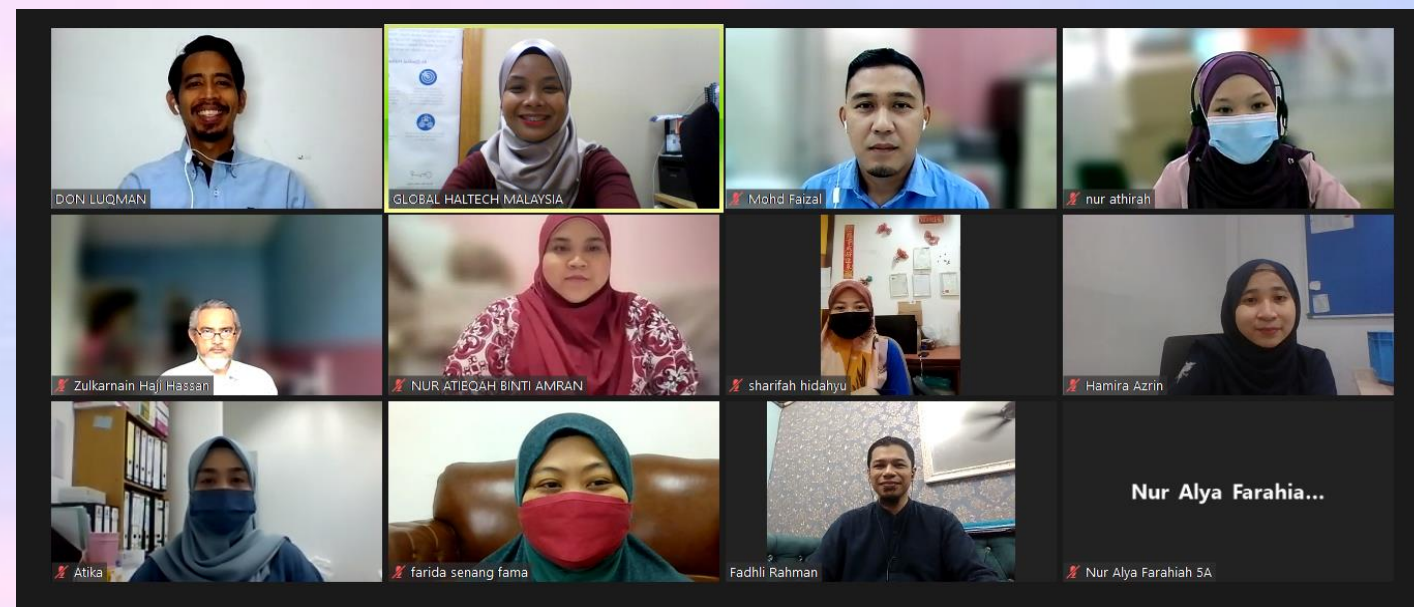 DON LUQMAN
GLOBAL HALTECH MALAYSIA
Mohd Faizal
nur athirah
Zulkarnain Haji Hassan
NUR ATIEQAH BINTI AMRAN
sharifah hidahyu
Hamira Azrin
Atika
farida senang fama
Fadhli Rahman
Nur Alya Farahia...
Nur Alya Farahiah 5A